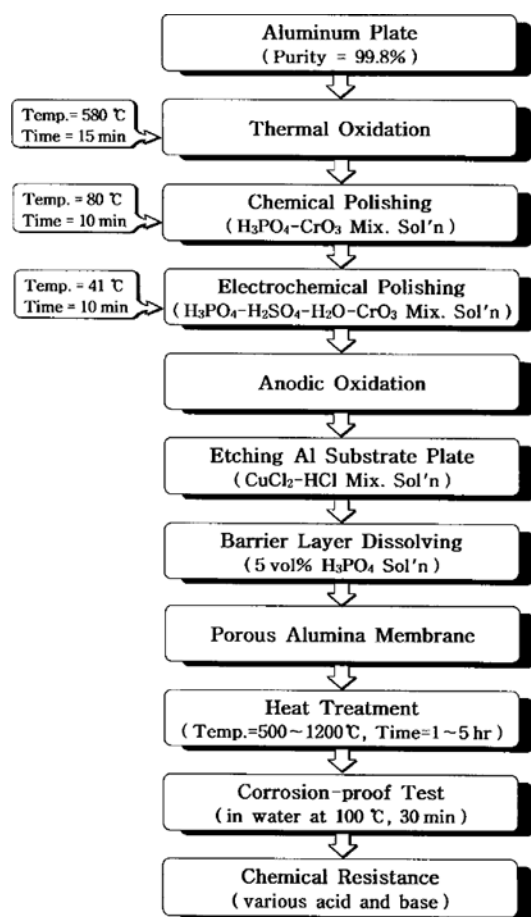 Aluminum Plate
(Purity = 99.8%)
Temp.= 580 ℃
Time = 15 min
Thermal Oxidation
Temp. = 80 ℃
Time = 10 min
Chemical Polishing
(H₃PO₄-CrO₃ Mix. Sol'n)
Temp. = 41 ℃
Time = 10 min
Electrochemical Polishing
(H₃PO₄-H₂SO₄-H₂O-CrO₃ Mix. Sol'n)
Anodic Oxidation
Etching Al Substrate Plate
(CuCl₂-HCl Mix. Sol'n)
Barrier Layer Dissolving
(5 vol% H₃PO₄ Sol'n)
Porous Alumina Membrane
Heat Treatment
(Temp.=500～1200℃, Time=1～5 hr)
Corrosion-proof Test
(in water at 100 ℃, 30 min)
Chemical Resistance
(various acid and base)